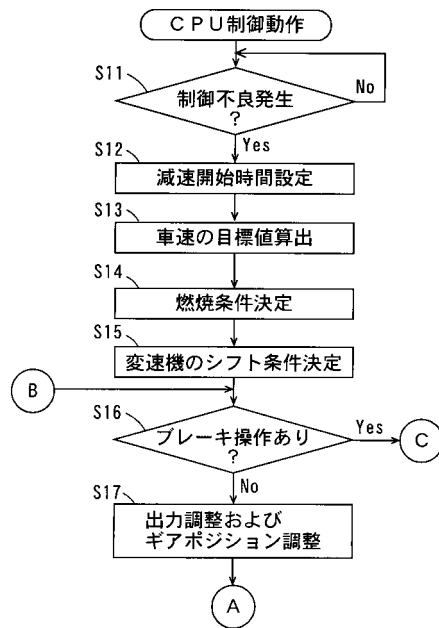 CPU制御動作
S11
制御不良発生
?
No
Yes
S12
減速開始時間設定
S13
車速の目標値算出
S14
燃焼条件決定
S15
変速機のシフト条件決定
B
S16
ブレーキ操作あり
?
Yes
C
No
S17
出力調整および
ギアポジション調整
A